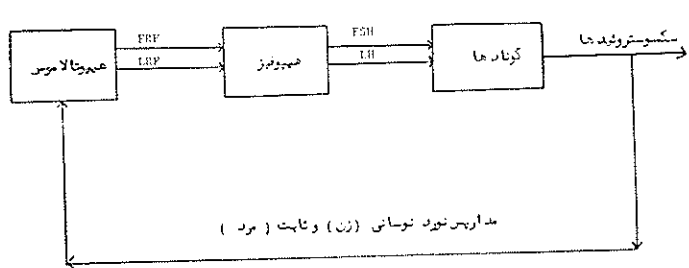 سکسوستروئیدها
FRF
FSH
LRF
LH
هیپوتالاموس
هیپوفیز
گونادها
مدار پس‌نورد نوسانی (زن) و ثابت (مرد)